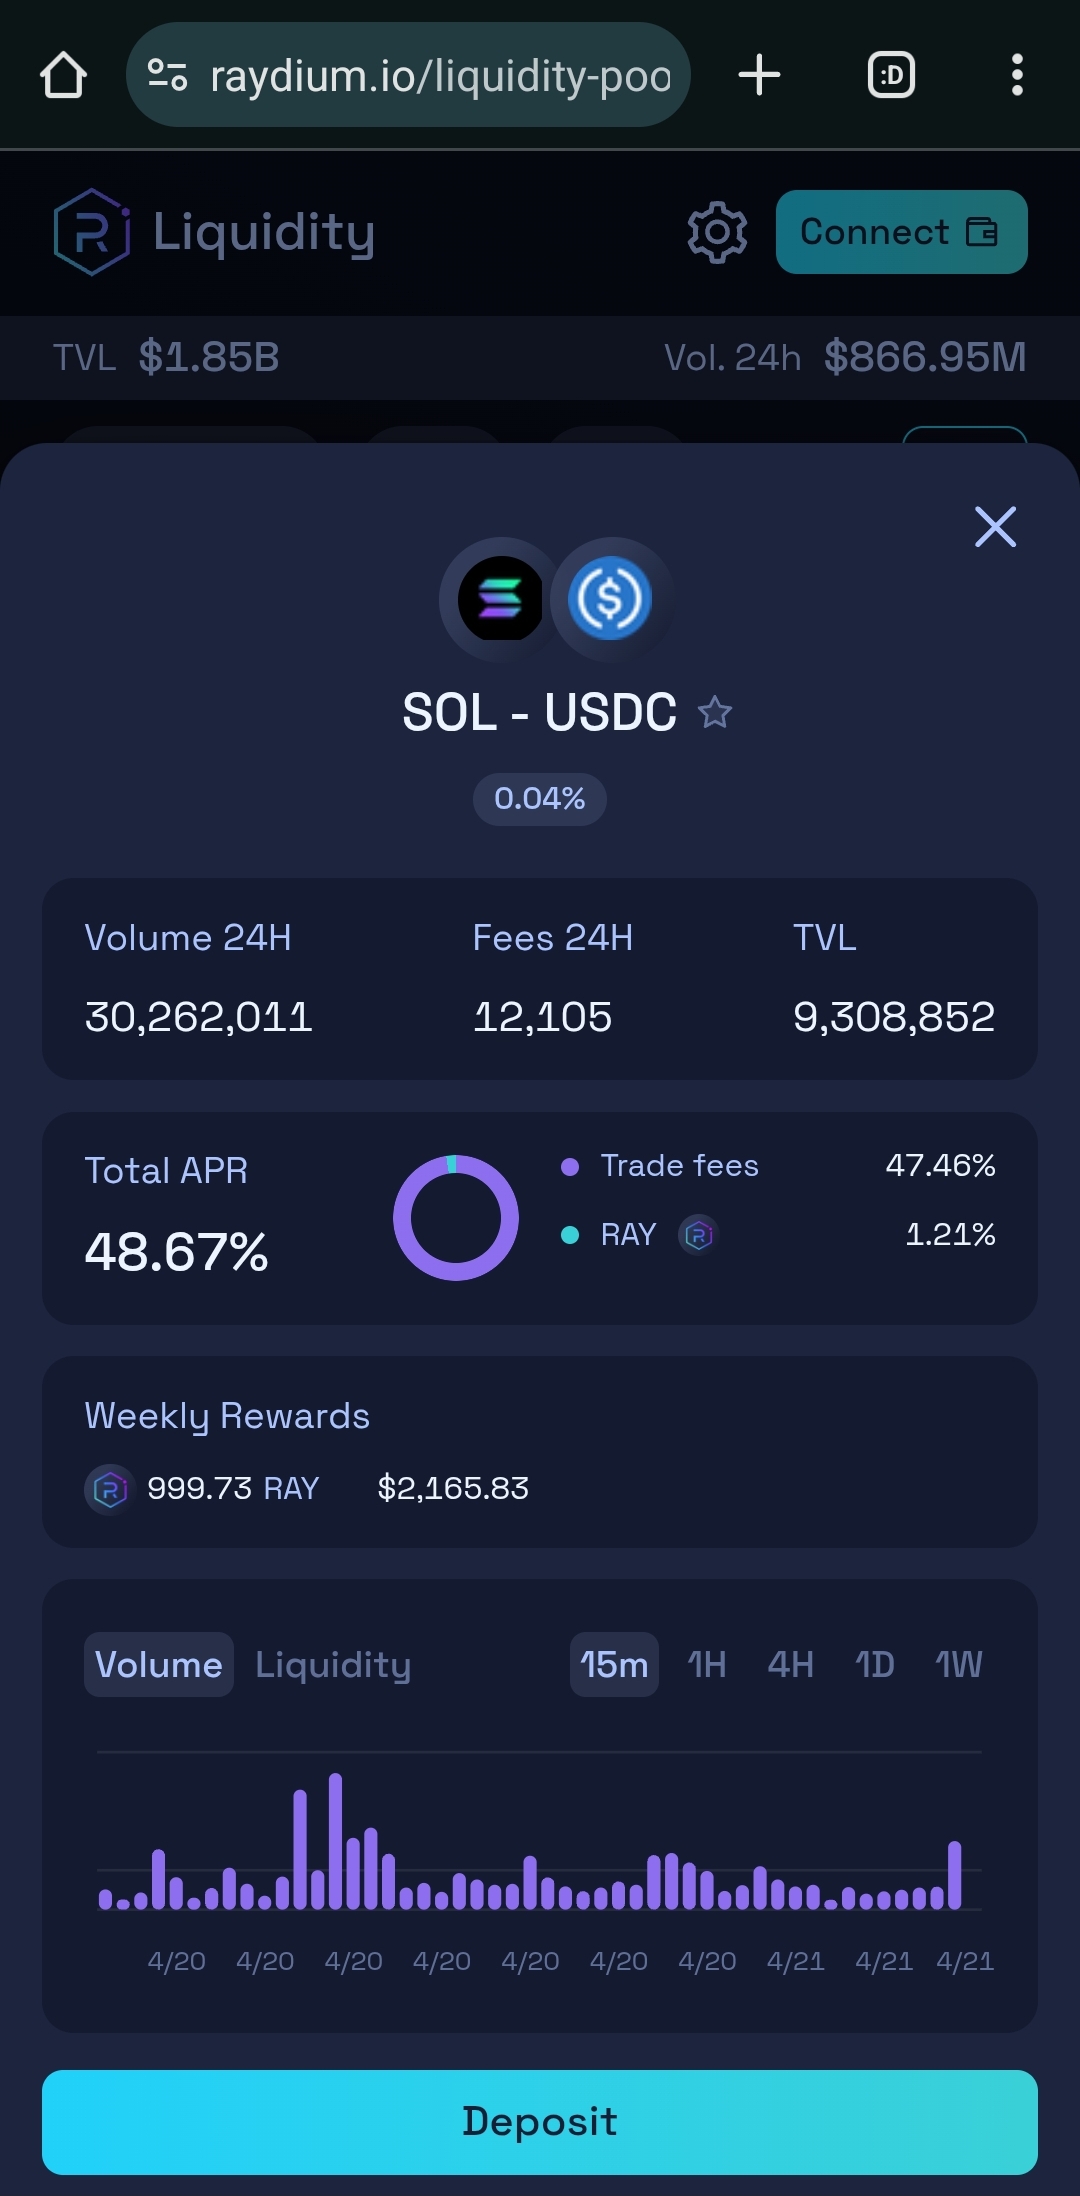 raydium.io/liquidity-poo
:D
Liquidity
Connect
TVL $1.85B Vol. 24h $866.95M
SOL - USDC
0.04%
Volume 24H Fees 24H TVL
30,262,011 12,105 9,308,852
Total APR
48.67%
Trade fees 47.46%
RAY 1.21%
Weekly Rewards
999.73 RAY $2,165.83
Volume Liquidity 15m 1H 4H 1D 1W
4/20 4/20 4/20 4/20 4/20 4/20 4/20 4/21 4/21 4/21
Deposit